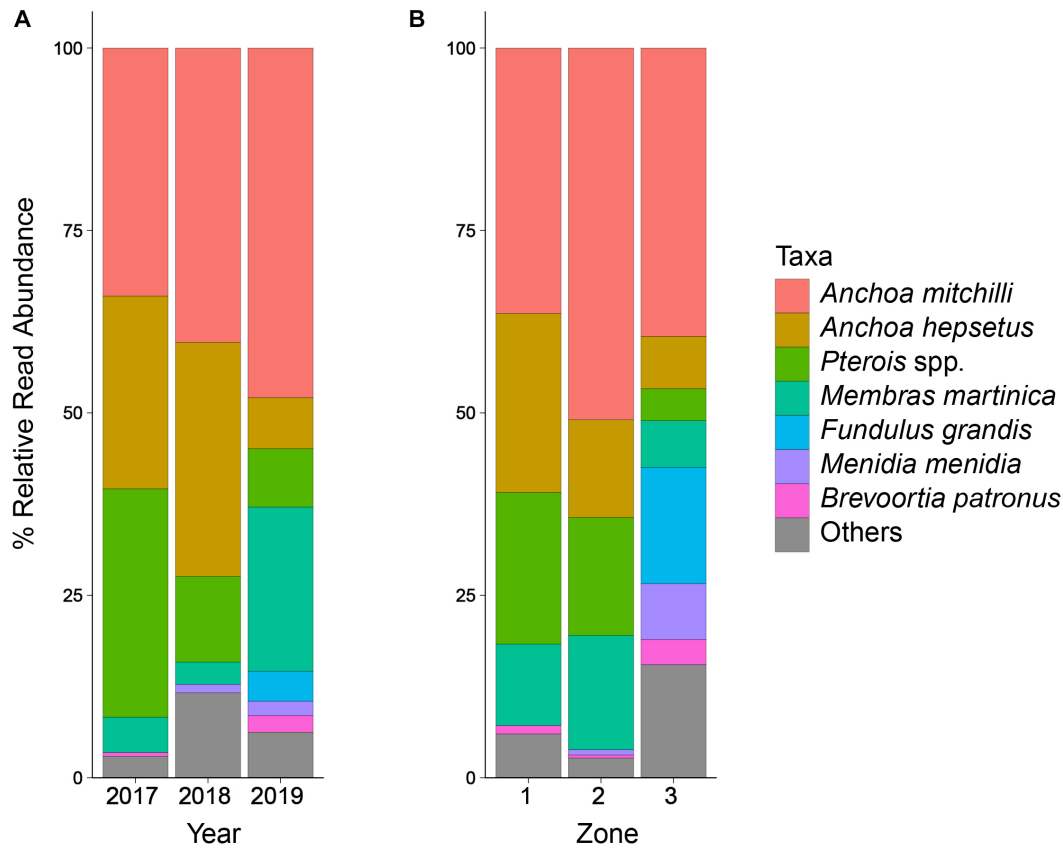 A
% Relative Read Abundance
100
75
50
25
0
2017 2018 2019
Year
B
100
75
50
25
0
1 2 3
Zone
Taxa
Anchoa mitchilli
Anchoa hepsetus
Pterois spp.
Membras martinica
Fundulus grandis
Menidia menidia
Brevoortia patronus
Others